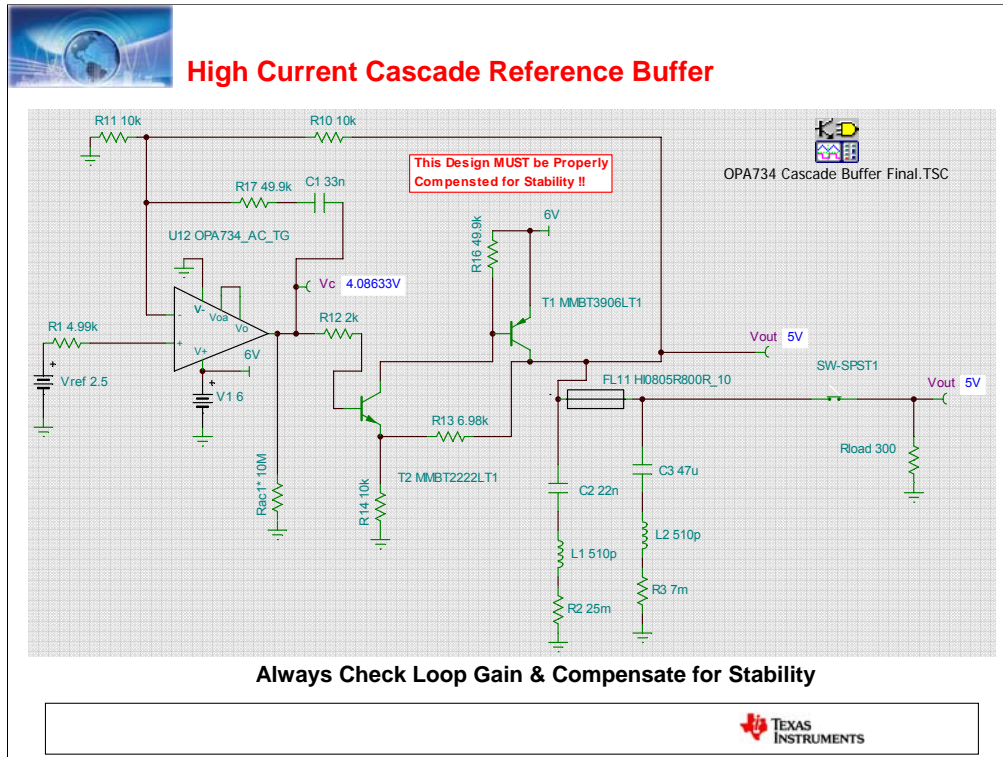 High Current Cascade Reference Buffer
R11 10k
R10 10k
This Design MUST be Properly
Compensted for Stability !!
OPA734 Cascade Buffer Final.TSC
R17 49.9k
C1 33n
U12 OPA734_AC_TG
R16 49.9k
6V
Vc 4.08633V
T1 MMBT3906LT1
V-
Voa
Vo
-
+
V+
R1 4.99k
R12 2k
6V
Vout 5V
SW-SPST1
+
Vref 2.5
+
V1 6
FL11 HI0805R800R_10
Vout 5V
R13 6.98k
Rload 300
T2 MMBT2222LT1
C3 47u
Rac1* 10M
R14 10k
C2 22n
L2 510p
L1 510p
R3 7m
R2 25m
Always Check Loop Gain & Compensate for Stability
TEXAS
INSTRUMENTS